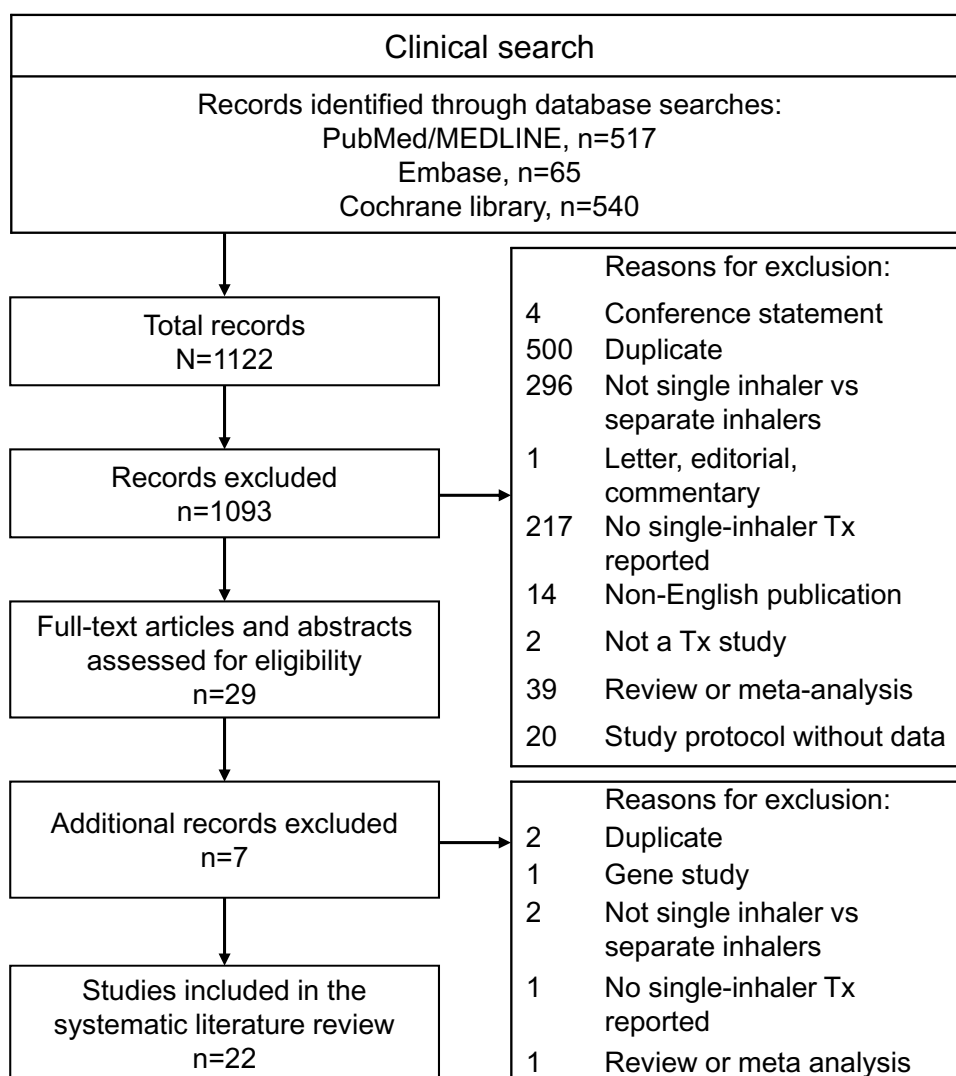 Clinical search
Records identified through database searches:
PubMed/MEDLINE, n=517
Embase, n=65
Cochrane library, n=540
Total records
N=1122
Records excluded
n=1093
Reasons for exclusion:
4 Conference statement
500 Duplicate
296 Not single inhaler vs
separate inhalers
1 Letter, editorial,
commentary
217 No single-inhaler Tx
reported
14 Non-English publication
2 Not a Tx study
39 Review or meta-analysis
20 Study protocol without data
Full-text articles and abstracts
assessed for eligibility
n=29
Additional records excluded
n=7
Reasons for exclusion:
2 Duplicate
1 Gene study
2 Not single inhaler vs
separate inhalers
1 No single-inhaler Tx
reported
1 Review or meta analysis
Studies included in the
systematic literature review
n=22